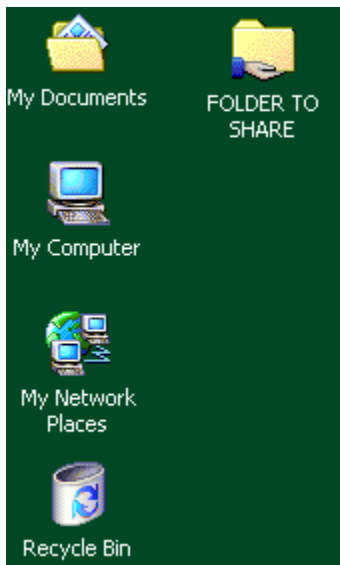 My Documents
FOLDER TO
SHARE
My Computer
My Network
Places
Recycle Bin